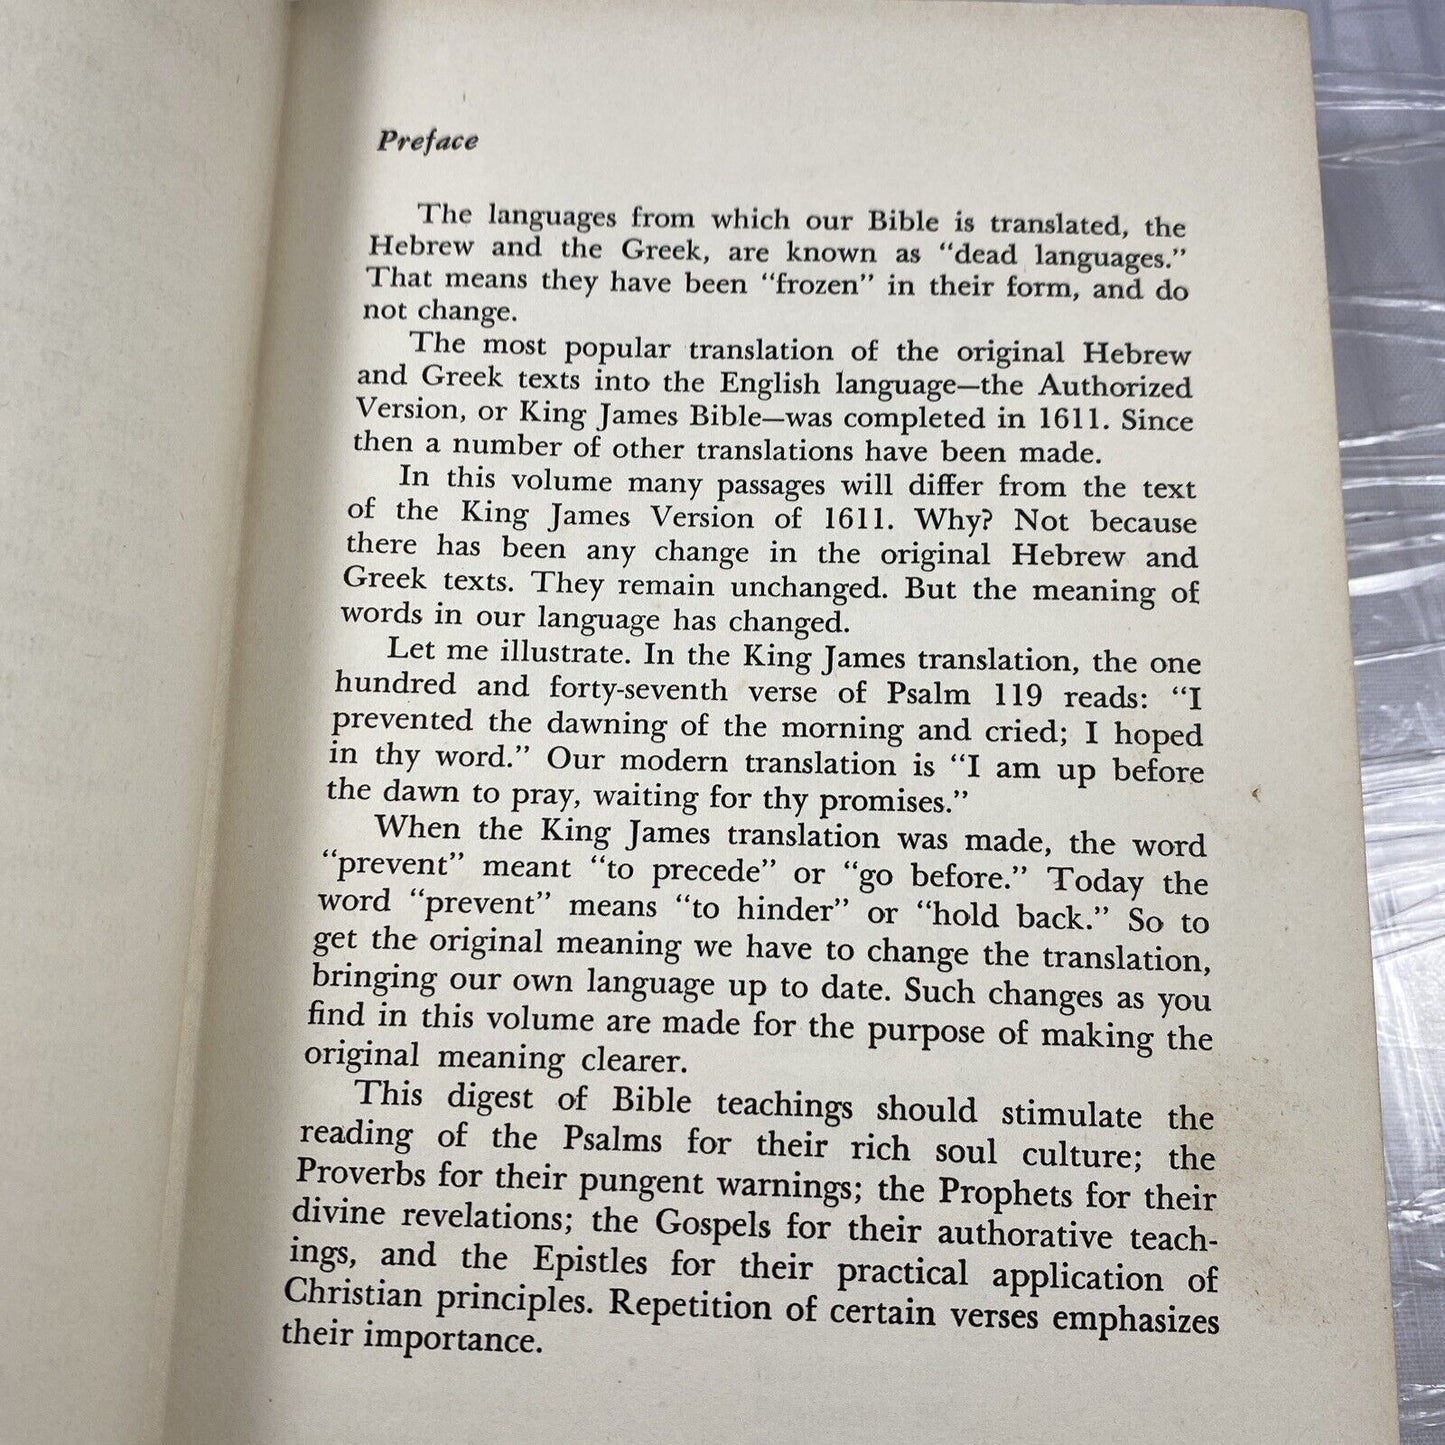 Preface
The languages from which our Bible is translated, the
Hebrew and the Greek, are known as “dead languages.”
That means they have been “frozen” in their form, and do
not change.
The most popular translation of the original Hebrew
and Greek texts into the English language—the Authorized
Version, or King James Bible—was completed in 1611. Since
then a number of other translations have been made.
In this volume many passages will differ from the text
of the King James Version of 1611. Why? Not because
there has been any change in the original Hebrew and
Greek texts. They remain unchanged. But the meaning of
words in our language has changed.
Let me illustrate. In the King James translation, the one
hundred and forty-seventh verse of Psalm 119 reads: “I
prevented the dawning of the morning and cried; I hoped
in thy word.” Our modern translation is “I am up before
the dawn to pray, waiting for thy promises.”
When the King James translation was made, the word
“prevent” meant “to precede” or “go before.” Today the
word “prevent” means “to hinder” or “hold back.” So to
get the original meaning we have to change the translation,
bringing our own language up to date. Such changes as you
find in this volume are made for the purpose of making the
original meaning clearer.
This digest of Bible teachings should stimulate the
reading of the Psalms for their rich soul culture; the
Proverbs for their pungent warnings; the Prophets for their
divine revelations; the Gospels for their authorative teach-
ings, and the Epistles for their practical application of
Christian principles. Repetition of certain verses emphasizes
their importance.